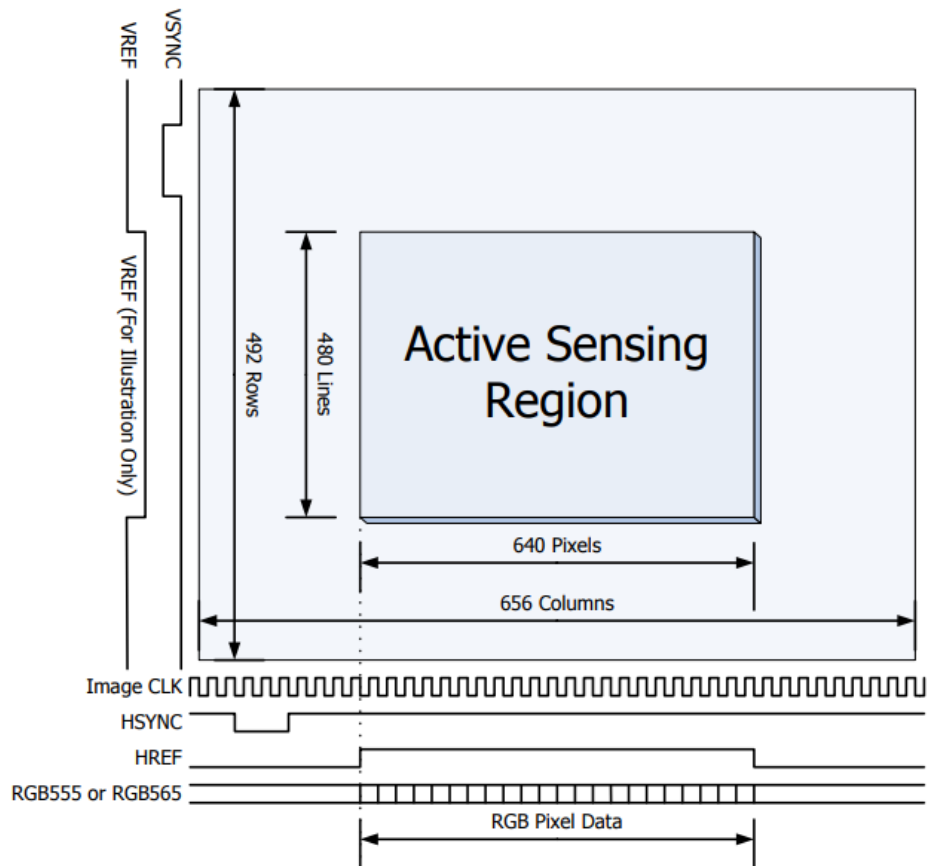 VREF
VSYNC
VREF (For Illustration Only)
492 Rows
480 Lines
Active Sensing
Region
640 Pixels
656 Columns
Image CLK
HSYNC
HREF
RGB555 or RGB565
RGB Pixel Data